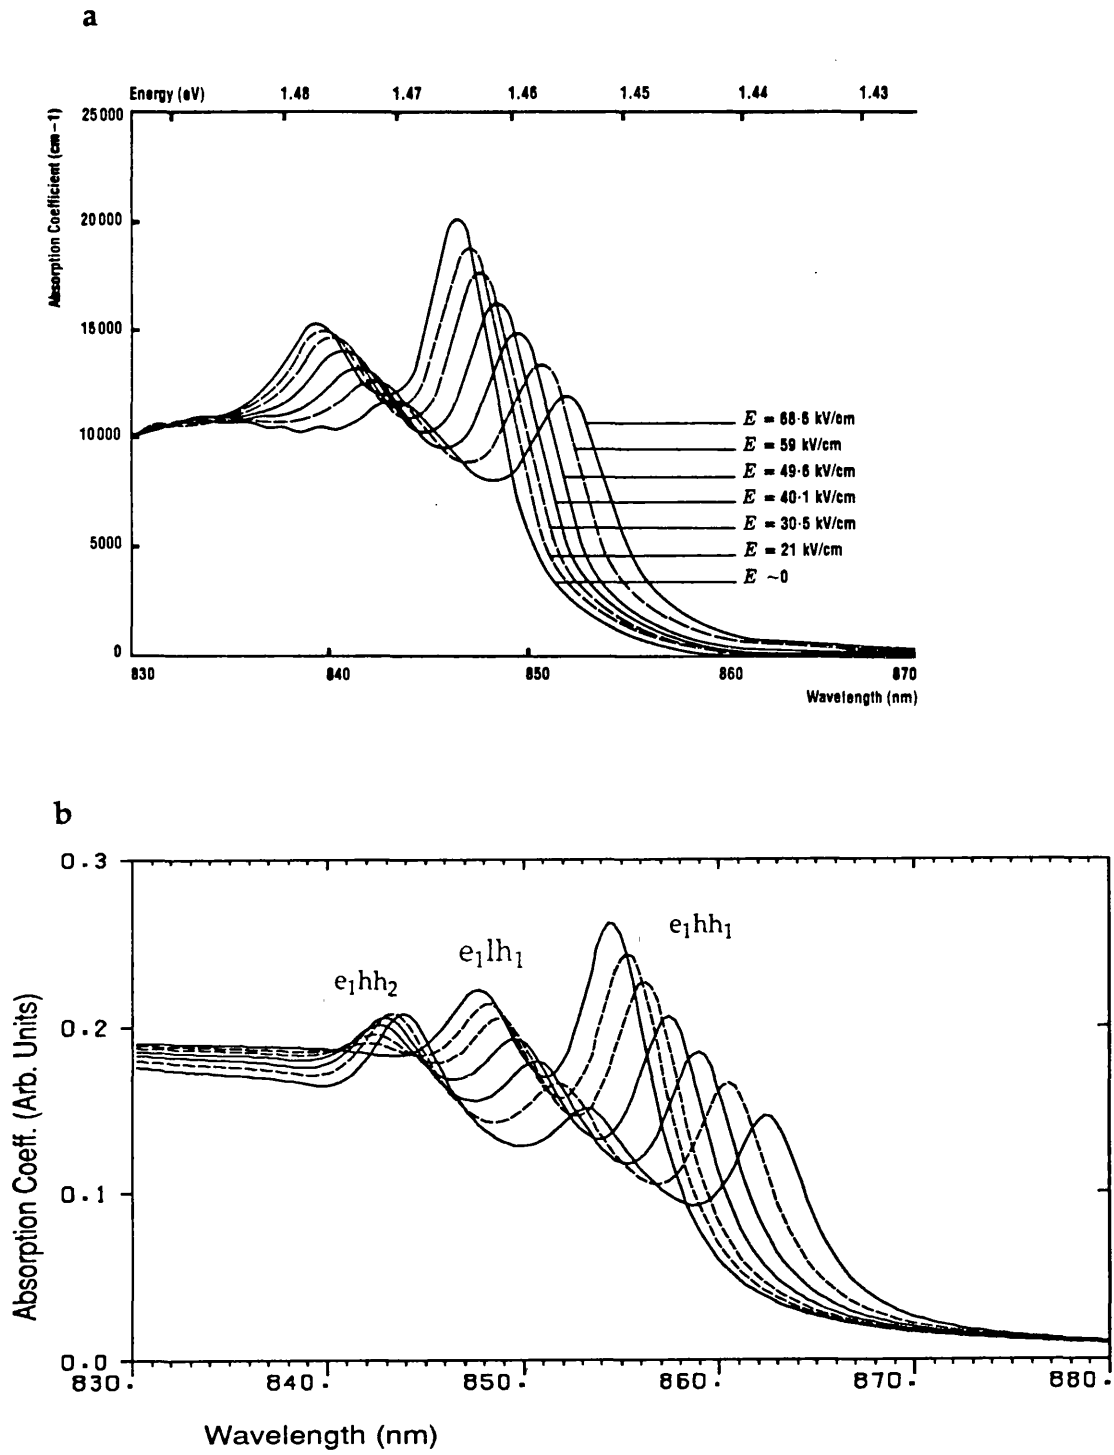 a
Energy (eV) 1.48 1.47 1.46 1.45 1.44 1.43
Absorption Coefficient (cm-1)
25000
20000
15000
10000
5000
0
E = 68·6 kV/cm
E = 59 kV/cm
E = 49·6 kV/cm
E = 40·1 kV/cm
E = 30·5 kV/cm
E = 21 kV/cm
E ~0
830 840 850 860 870
Wavelength (nm)
b
Absorption Coeff. (Arb. Units)
0.3
0.2
0.1
0.0
e1hh2
e1lh1
e1hh1
830. 840. 850. 860. 870. 880.
Wavelength (nm)